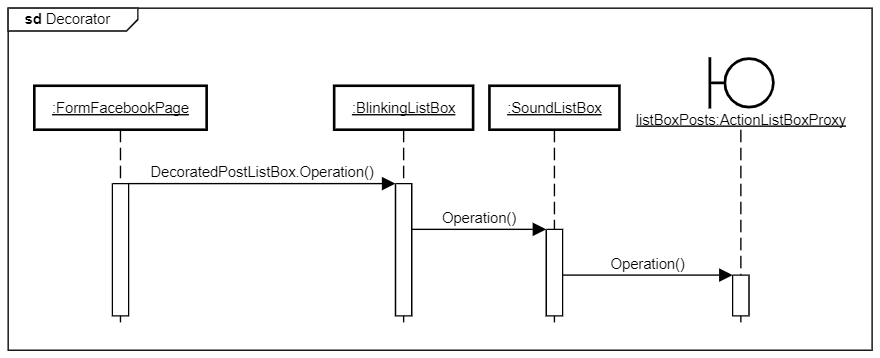 sd Decorator
:FormFacebookPage
:BlinkingListBox
:SoundListBox
listBoxPosts:ActionListBoxProxy
DecoratedPostListBox.Operation()
Operation()
Operation()